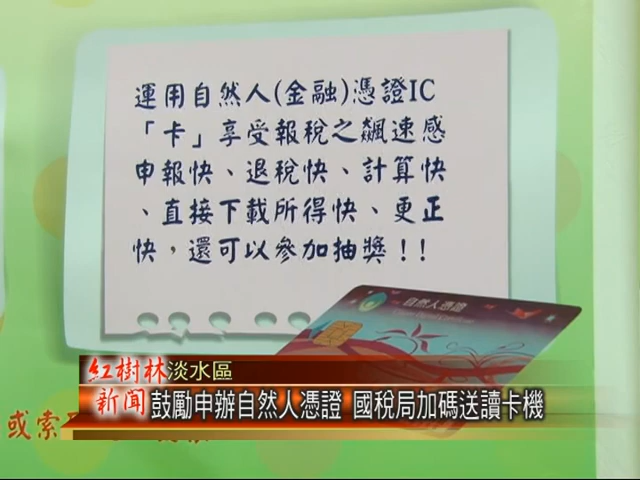 運用自然人(金融)憑證IC
「卡」享受報稅之飆速感
申報快、退稅快、計算快
、直接下載所得快、更正
快，還可以參加抽獎！！
自然人憑證
紅樹林 淡水區
新聞 鼓勵申辦自然人憑證 國稅局加碼送讀卡機
或索